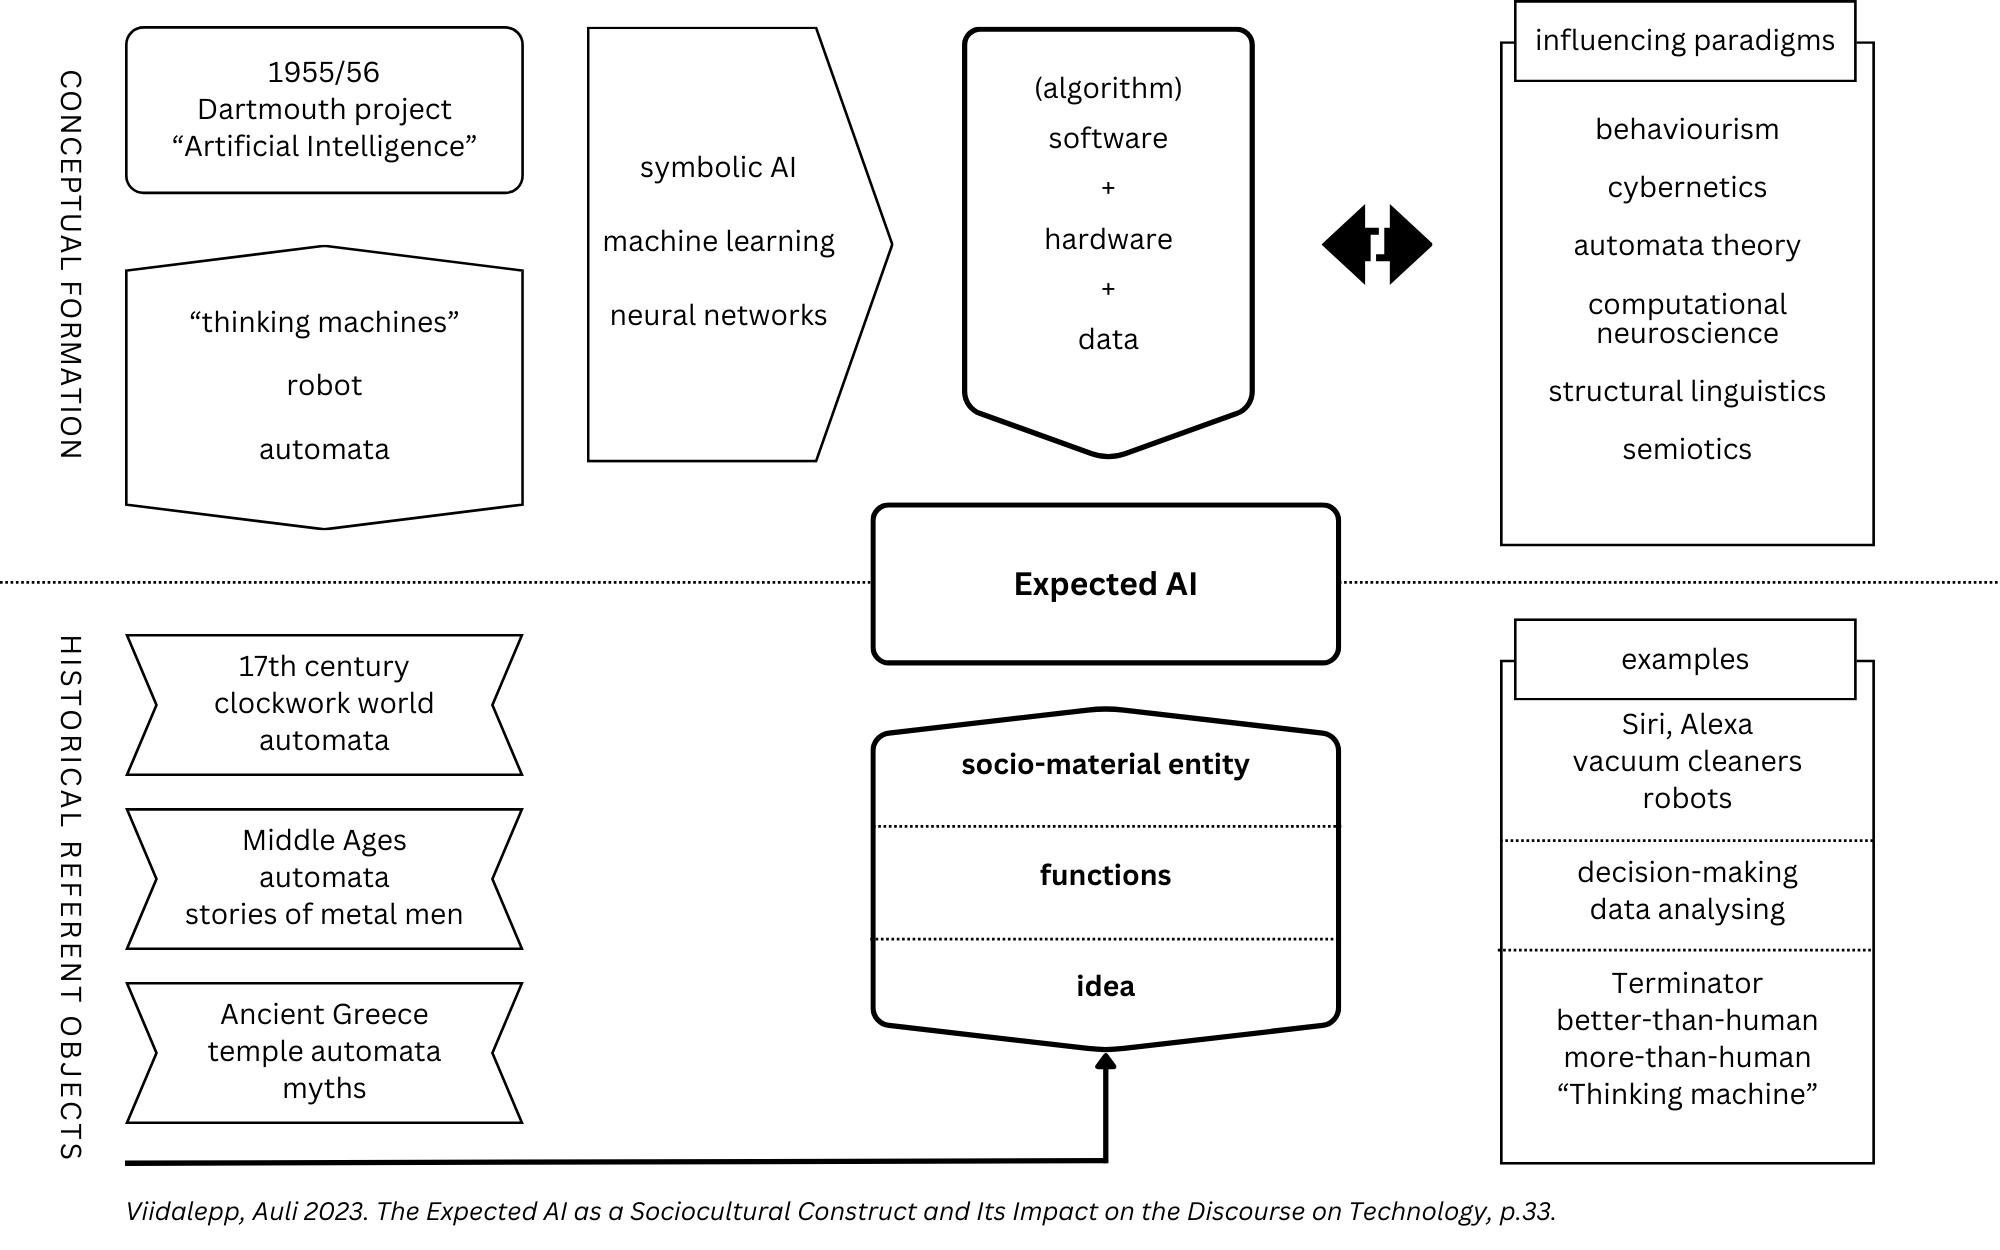 CONCEPTUAL FORMATION
1955/56
Dartmouth project
“Artificial Intelligence”
“thinking machines”
robot
automata
symbolic AI
machine learning
neural networks
(algorithm)
software
+
hardware
+
data
influencing paradigms
behaviourism
cybernetics
automata theory
computational
neuroscience
structural linguistics
semiotics
Expected AI
HISTORICAL REFERENT OBJECTS
17th century
clockwork world
automata
Middle Ages
automata
stories of metal men
Ancient Greece
temple automata
myths
socio-material entity
functions
idea
examples
Siri, Alexa
vacuum cleaners
robots
decision-making
data analysing
Terminator
better-than-human
more-than-human
“Thinking machine”
Viidalepp, Auli 2023. The Expected AI as a Sociocultural Construct and Its Impact on the Discourse on Technology, p.33.